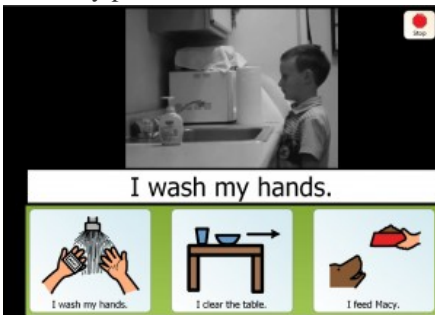 Stop
I wash my hands.
I wash my hands.
I clear the table.
I feed Macy.